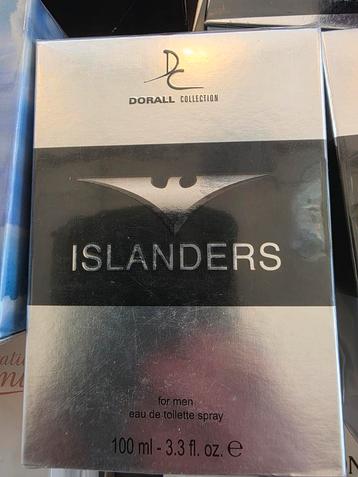 DC
DORALL COLLECTION
ISLANDERS
for men
eau de toilette spray
100 ml - 3.3 fl. oz. ℮